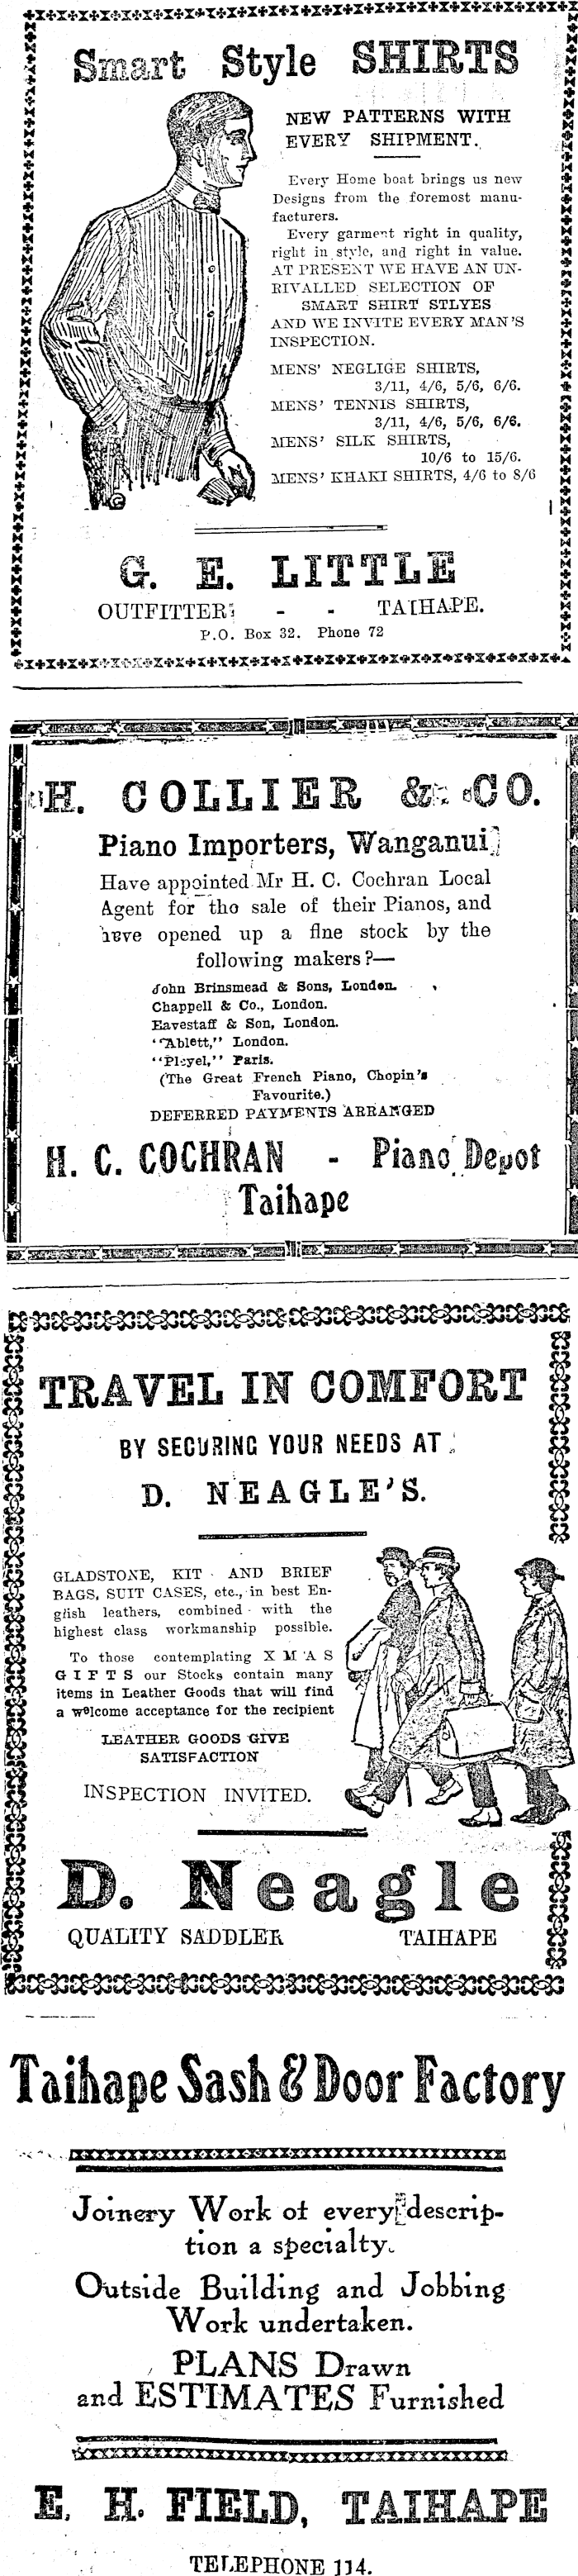 Smart Style SHIRTS
NEW PATTERNS WITH
EVERY SHIPMENT.
Every Home boat brings us new
Designs from the foremost manu-
facturers.
Every garment right in quality,
right in style, and right in value.
AT PRESENT WE HAVE AN UN-
RIVALLED SELECTION OF
SMART SHIRT STLYES
AND WE INVITE EVERY MAN'S
INSPECTION.
MENS' NEGLIGE SHIRTS,
3/11, 4/6, 5/6, 6/6.
MENS' TENNIS SHIRTS,
3/11, 4/6, 5/6, 6/6.
MENS' SILK SHIRTS,
10/6 to 15/6.
MENS' KHAKI SHIRTS, 4/6 to 8/6
G. E. LITTLE
OUTFITTER - - TAIHAPE.
P.O. Box 32. Phone 72
H. COLLIER & CO.
Piano Importers, Wanganui
Have appointed Mr H. C. Cochran Local
Agent for tho sale of their Pianos, and
have opened up a fine stock by the
following makers ?—
John Brinsmead & Sons, London.
Chappell & Co., London.
Eavestaff & Son, London.
"Ablett," London.
"Pleyel," Paris.
(The Great French Piano, Chopin's
Favourite.)
DEFERRED PAYMENTS ARRANGED
H. C. COCHRAN - Piano Depot
Taihape
TRAVEL IN COMFORT
BY SECURING YOUR NEEDS AT
D. NEAGLE'S.
GLADSTONE, KIT AND BRIEF
BAGS, SUIT CASES, etc., in best En-
glish leathers, combined with the
highest class workmanship possible.
To those contemplating XMAS
GIFTS our Stocks contain many
items in Leather Goods that will find
a welcome acceptance for the recipient
LEATHER GOODS GIVE
SATISFACTION
INSPECTION INVITED.
D. Neagle
QUALITY SADDLER TAIHAPE
Taihape Sash & Door Factory
Joinery Work of every descrip-
tion a specialty.
Outside Building and Jobbing
Work undertaken.
PLANS Drawn
and ESTIMATES Furnished
E. H. FIELD, TAIHAPE
TELEPHONE 114.